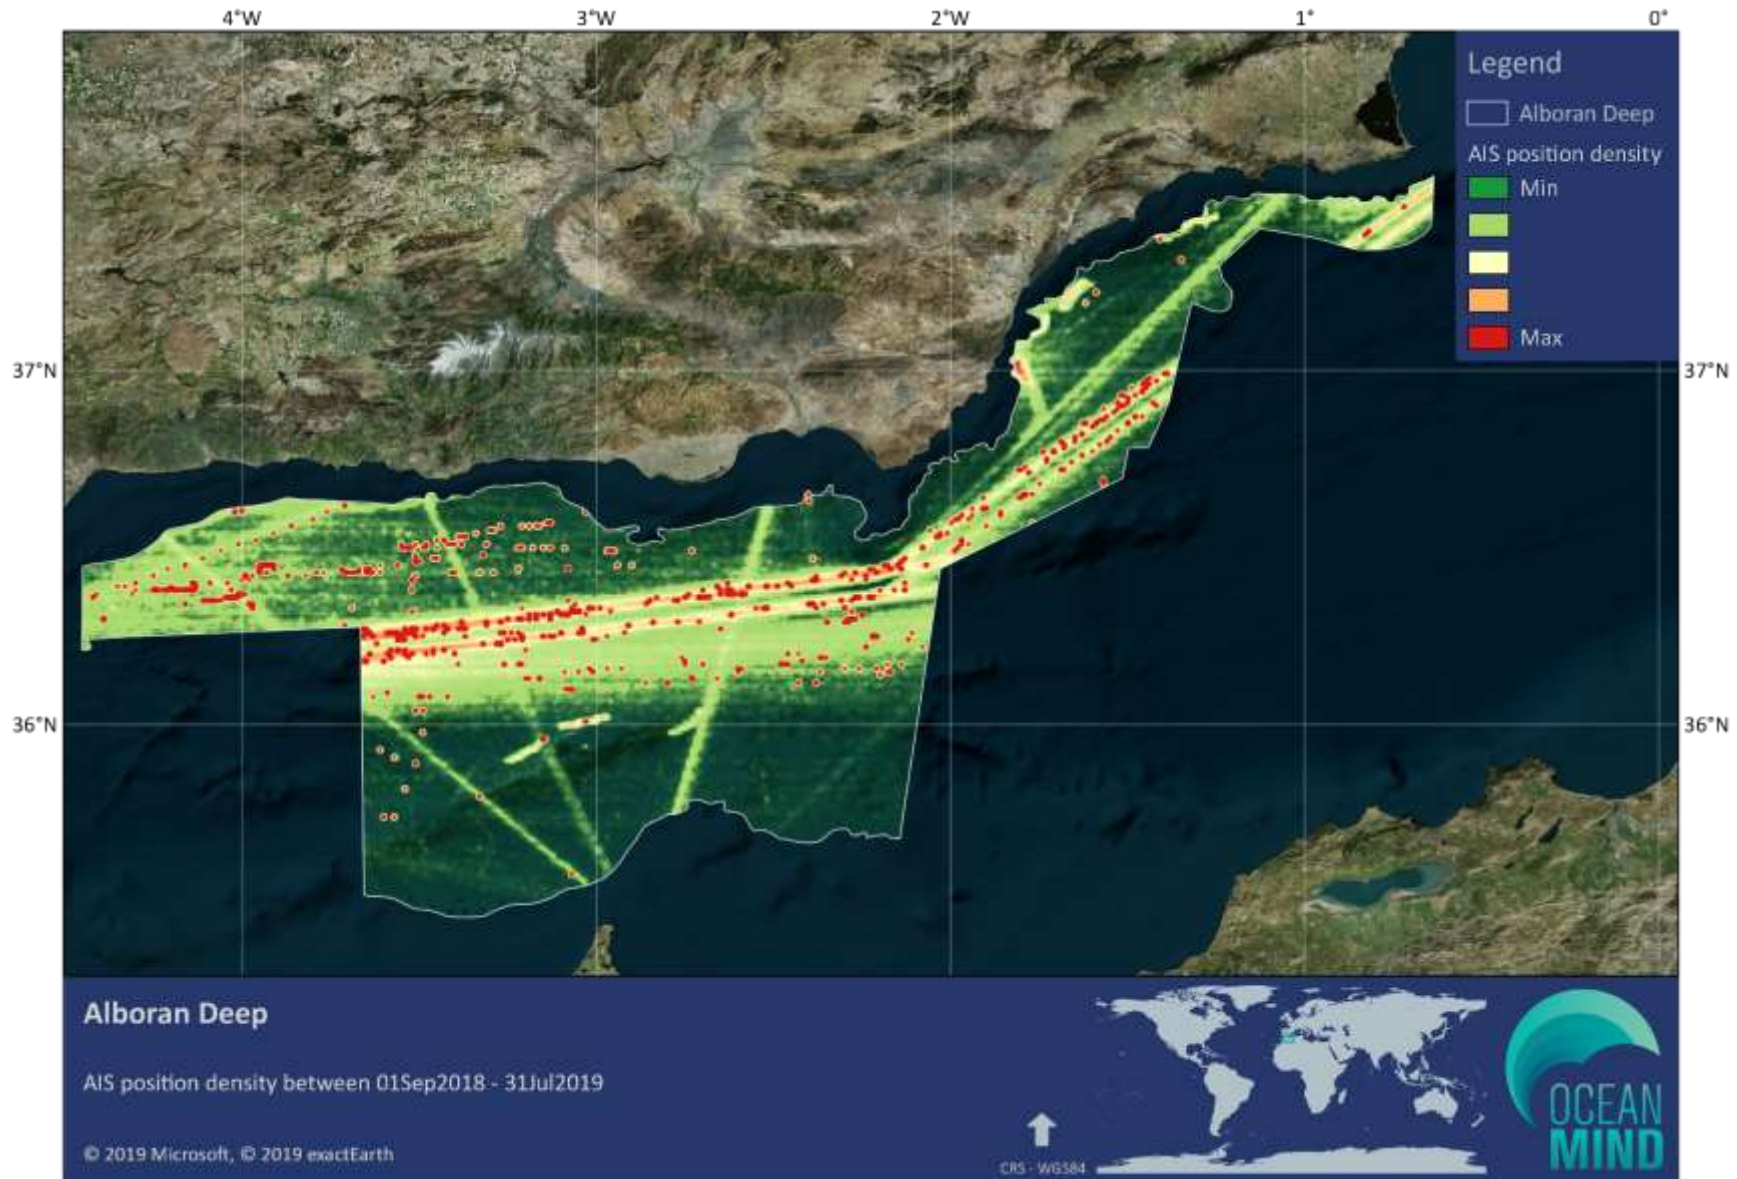 4°W 3°W 2°W 1° 0°
Legend
Alboran Deep
AIS position density
Min
Max
37°N 37°N
36°N 36°N
Alboran Deep
AIS position density between 01Sep2018 - 31Jul2019
© 2019 Microsoft, © 2019 exactEarth
CRS - WGS84
OCEAN
MIND